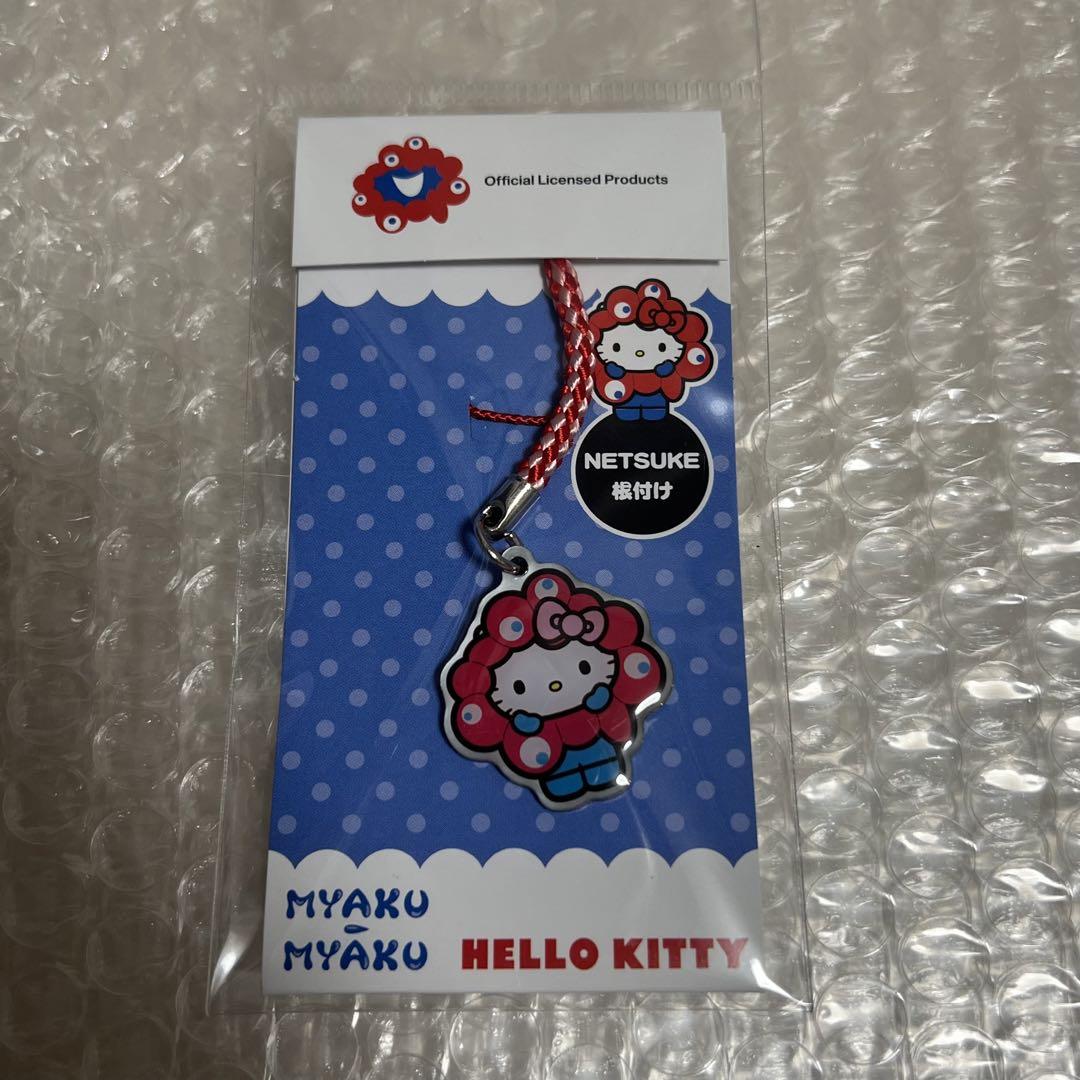 Official Licensed Products
NETSUKE
根付け
MYAKU
MYAKU
HELLO KITTY